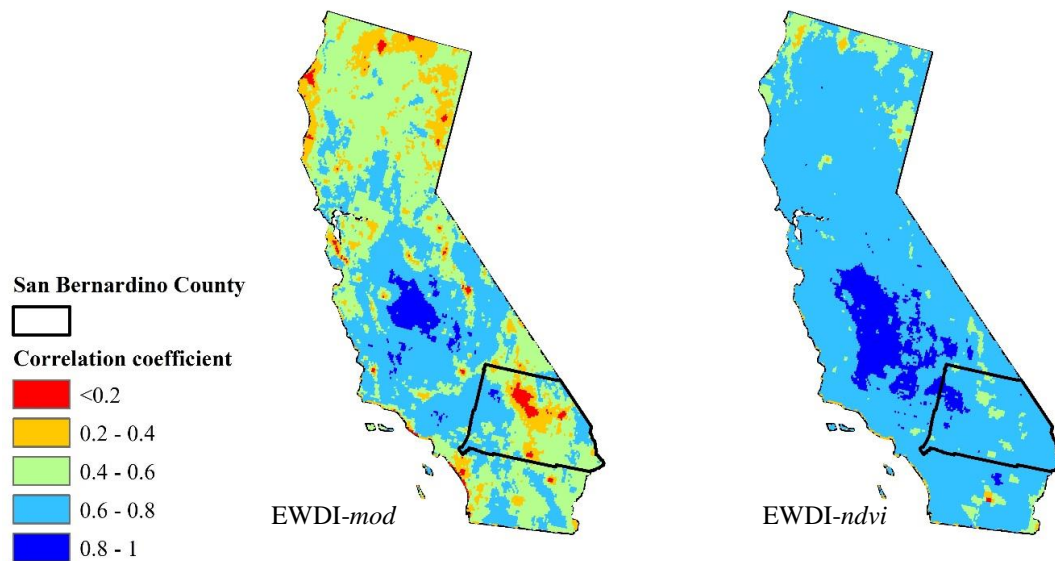 San Bernardino County
Correlation coefficient
<0.2
0.2 - 0.4
0.4 - 0.6
0.6 - 0.8
0.8 - 1
EWDI-mod
EWDI-ndvi